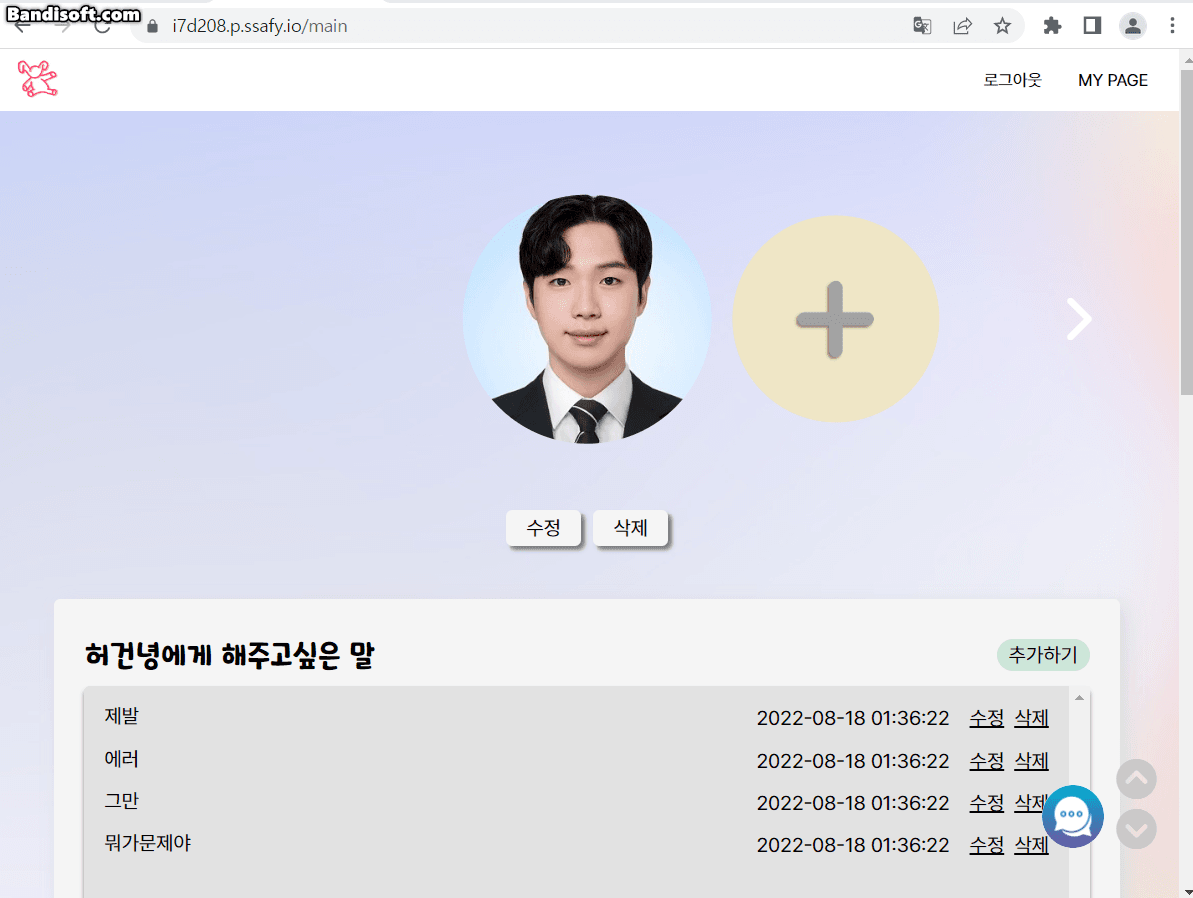 Bandisoft.com
i7d208.p.ssafy.io/main
로그아웃 MY PAGE
수정 삭제
허건녕에게 해주고싶은 말 추가하기
제발 2022-08-18 01:36:22 수정 삭제
에러 2022-08-18 01:36:22 수정 삭제
그만 2022-08-18 01:36:22 수정 삭제
뭐가문제야 2022-08-18 01:36:22 수정 삭제